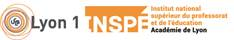 Lyon 1
INSPÉ
Institut national
supérieur du professorat
et de l'éducation
Académie de Lyon